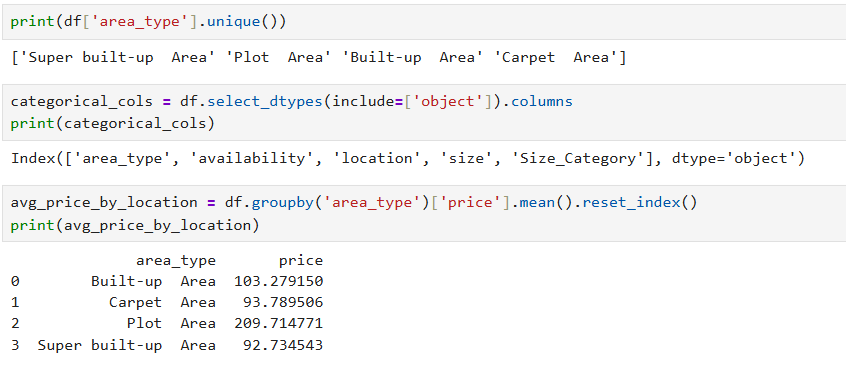 print(df['area_type'].unique())
['Super built-up  Area' 'Plot  Area' 'Built-up  Area' 'Carpet  Area']
categorical_cols = df.select_dtypes(include=['object']).columns
print(categorical_cols)
Index(['area_type', 'availability', 'location', 'size', 'Size_Category'], dtype='object')
avg_price_by_location = df.groupby('area_type')['price'].mean().reset_index()
print(avg_price_by_location)
              area_type       price
0        Built-up  Area  103.279150
1          Carpet  Area   93.789506
2            Plot  Area  209.714771
3  Super built-up  Area   92.734543